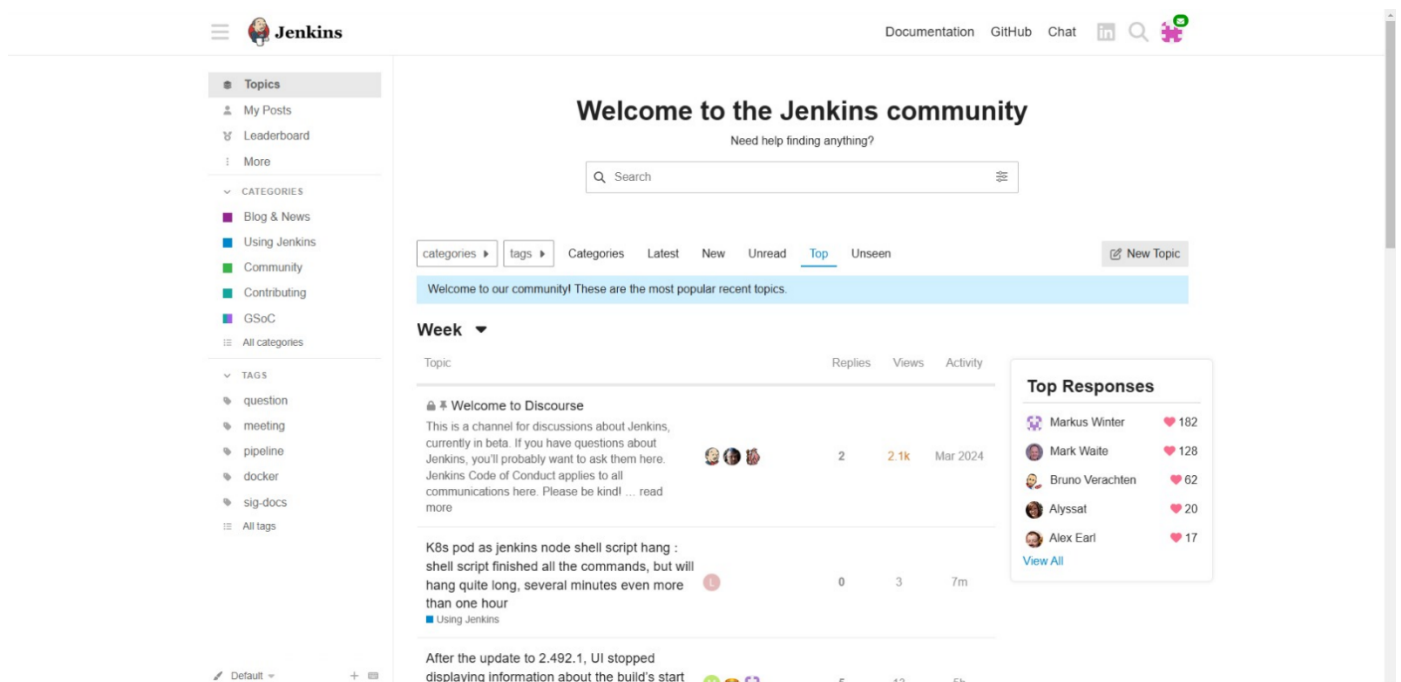 Jenkins
Documentation GitHub Chat
Topics
My Posts
Leaderboard
More
CATEGORIES
Blog & News
Using Jenkins
Community
Contributing
GSoC
All categories
TAGS
question
meeting
pipeline
docker
sig-docs
All tags
Default
Welcome to the Jenkins community
Need help finding anything?
Search
categories tags Categories Latest New Unread Top Unseen New Topic
Welcome to our community! These are the most popular recent topics.
Week
Topic Replies Views Activity
Welcome to Discourse
This is a channel for discussions about Jenkins,
currently in beta. If you have questions about
Jenkins, you'll probably want to ask them here.
Jenkins Code of Conduct applies to all
communications here. Please be kind! … read
more
2 2.1k Mar 2024
K8s pod as jenkins node shell script hang :
shell script finished all the commands, but will
hang quite long, several minutes even more
than one hour
Using Jenkins
L 0 3 7m
After the update to 2.492.1, UI stopped
displaying information about the build's start
Top Responses
Markus Winter 182
Mark Waite 128
Bruno Verachten 62
Alyssat 20
Alex Earl 17
View All